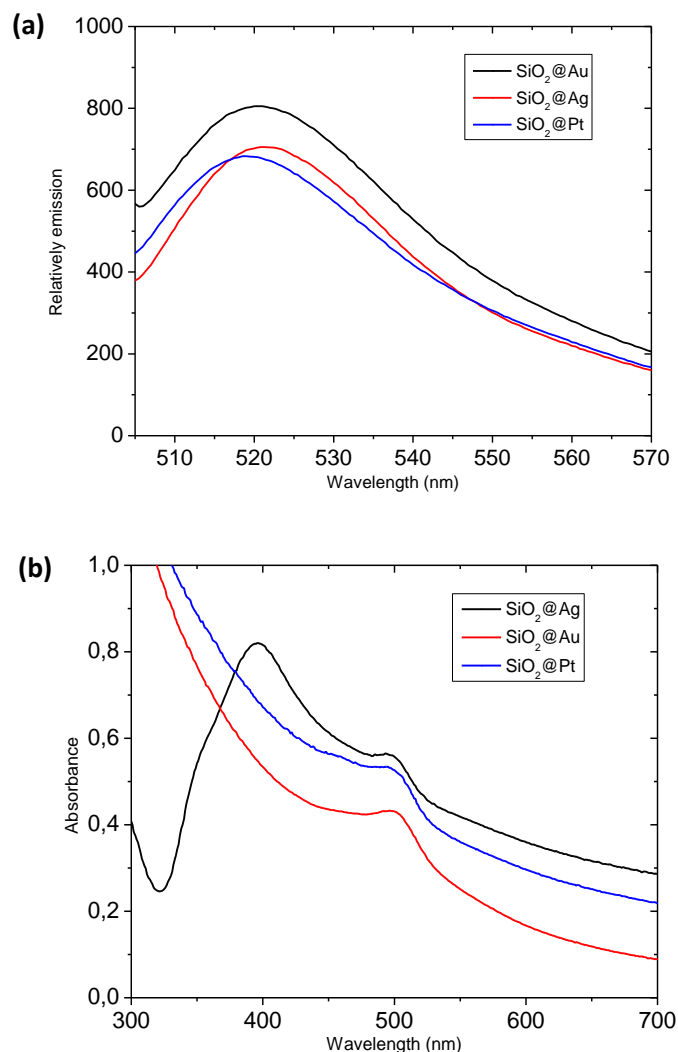 (a)
1000
800
600
400
200
0
Relatively emission
SiO2@Au
SiO2@Ag
SiO2@Pt
510 520 530 540 550 560 570
Wavelength (nm)
(b)
1,0
0,8
0,6
0,4
0,2
0,0
Absorbance
SiO2@Ag
SiO2@Au
SiO2@Pt
300 400 500 600 700
Wavelength (nm)